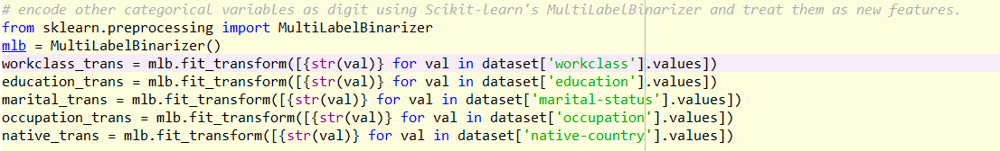 # encode other categorical variables as digit using Scikit-learn's MultiLabelBinarizer and treat them as new features.
from sklearn.preprocessing import MultiLabelBinarizer
mlb = MultiLabelBinarizer()
workclass_trans = mlb.fit_transform([{str(val)} for val in dataset['workclass'].values])
education_trans = mlb.fit_transform([{str(val)} for val in dataset['education'].values])
marital_trans = mlb.fit_transform([{str(val)} for val in dataset['marital-status'].values])
occupation_trans = mlb.fit_transform([{str(val)} for val in dataset['occupation'].values])
native_trans = mlb.fit_transform([{str(val)} for val in dataset['native-country'].values])